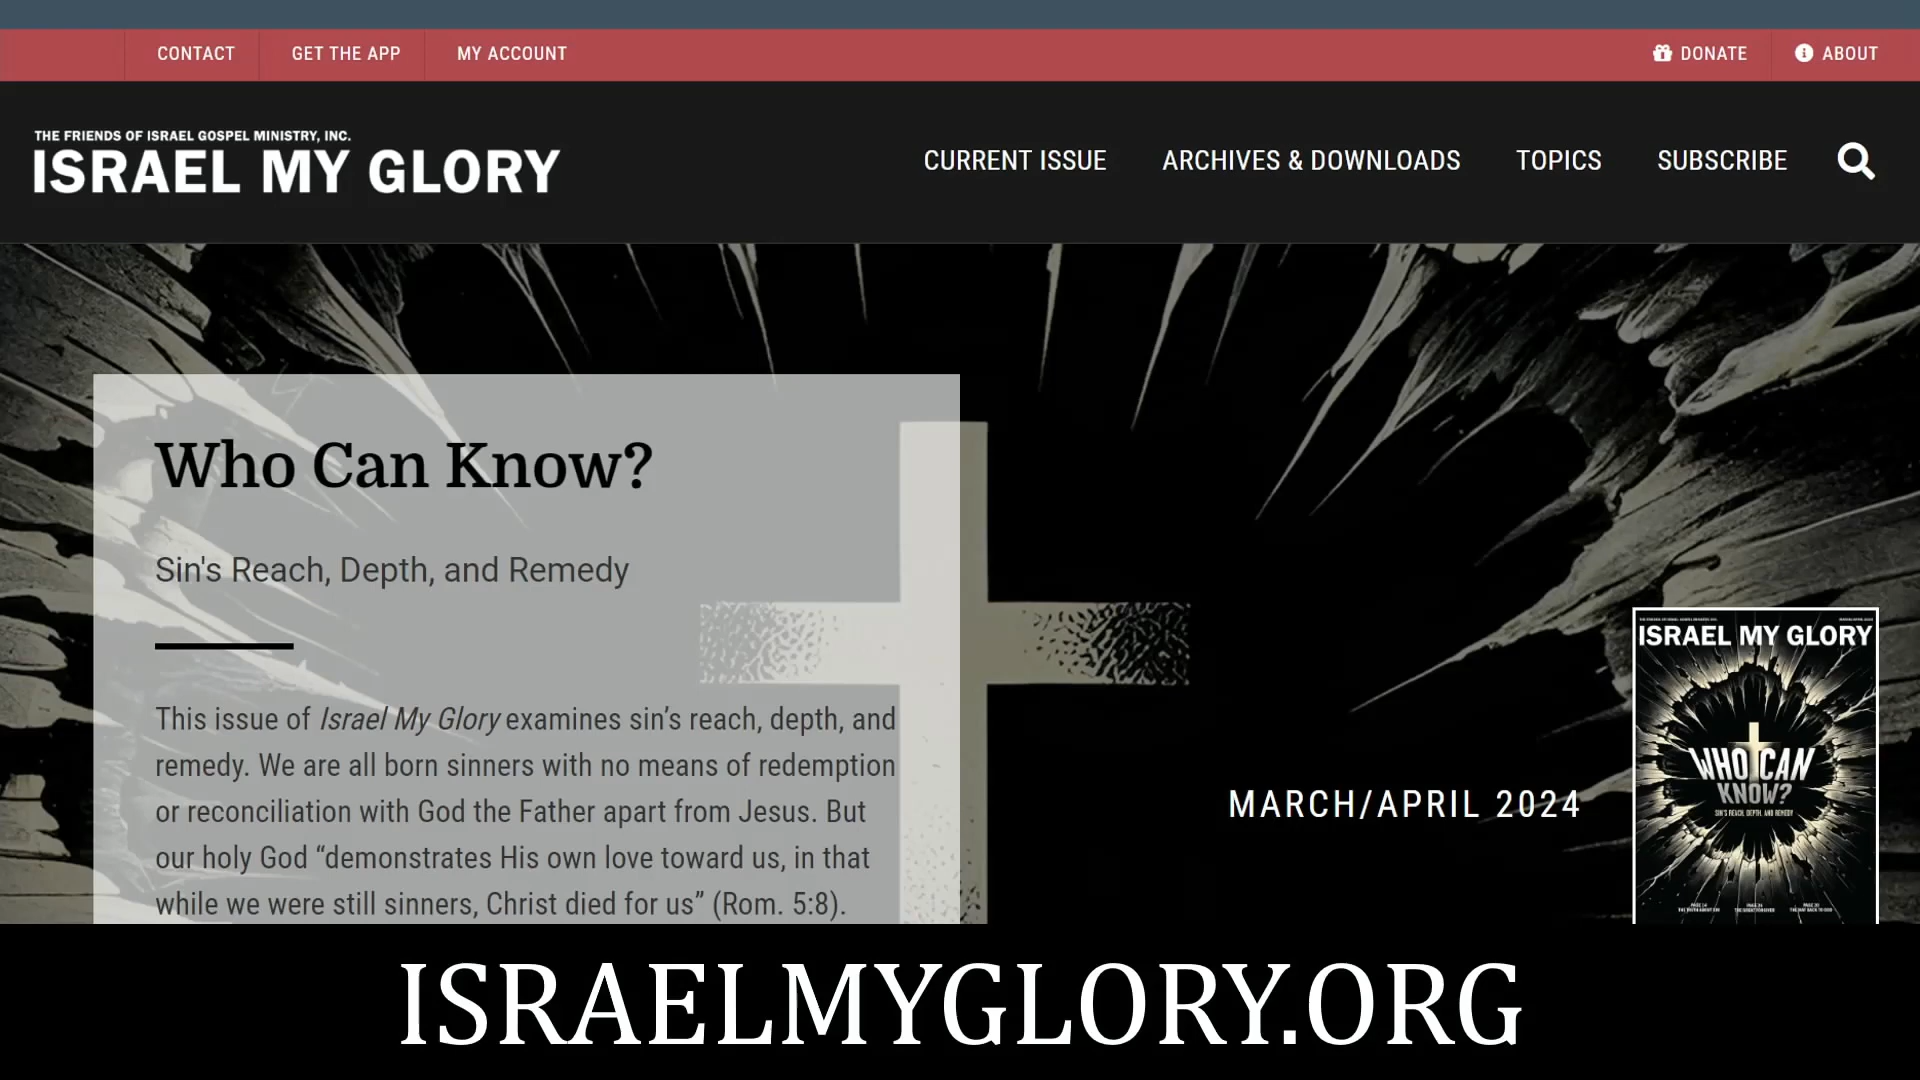 CONTACT
GET THE APP
MY ACCOUNT
DONATE
ABOUT
THE FRIENDS OF ISRAEL GOSPEL MINISTRY, INC.
ISRAEL MY GLORY
CURRENT ISSUE
ARCHIVES & DOWNLOADS
TOPICS
SUBSCRIBE
Who Can Know?
Sin's Reach, Depth, and Remedy
This issue of Israel My Glory examines sin’s reach, depth, and
remedy. We are all born sinners with no means of redemption
or reconciliation with God the Father apart from Jesus. But
our holy God “demonstrates His own love toward us, in that
while we were still sinners, Christ died for us” (Rom. 5:8).
MARCH/APRIL 2024
ISRAEL MY GLORY
WHO CAN
KNOW?
SIN'S REACH, DEPTH, AND REMEDY
ISRAELMYGLORY.ORG